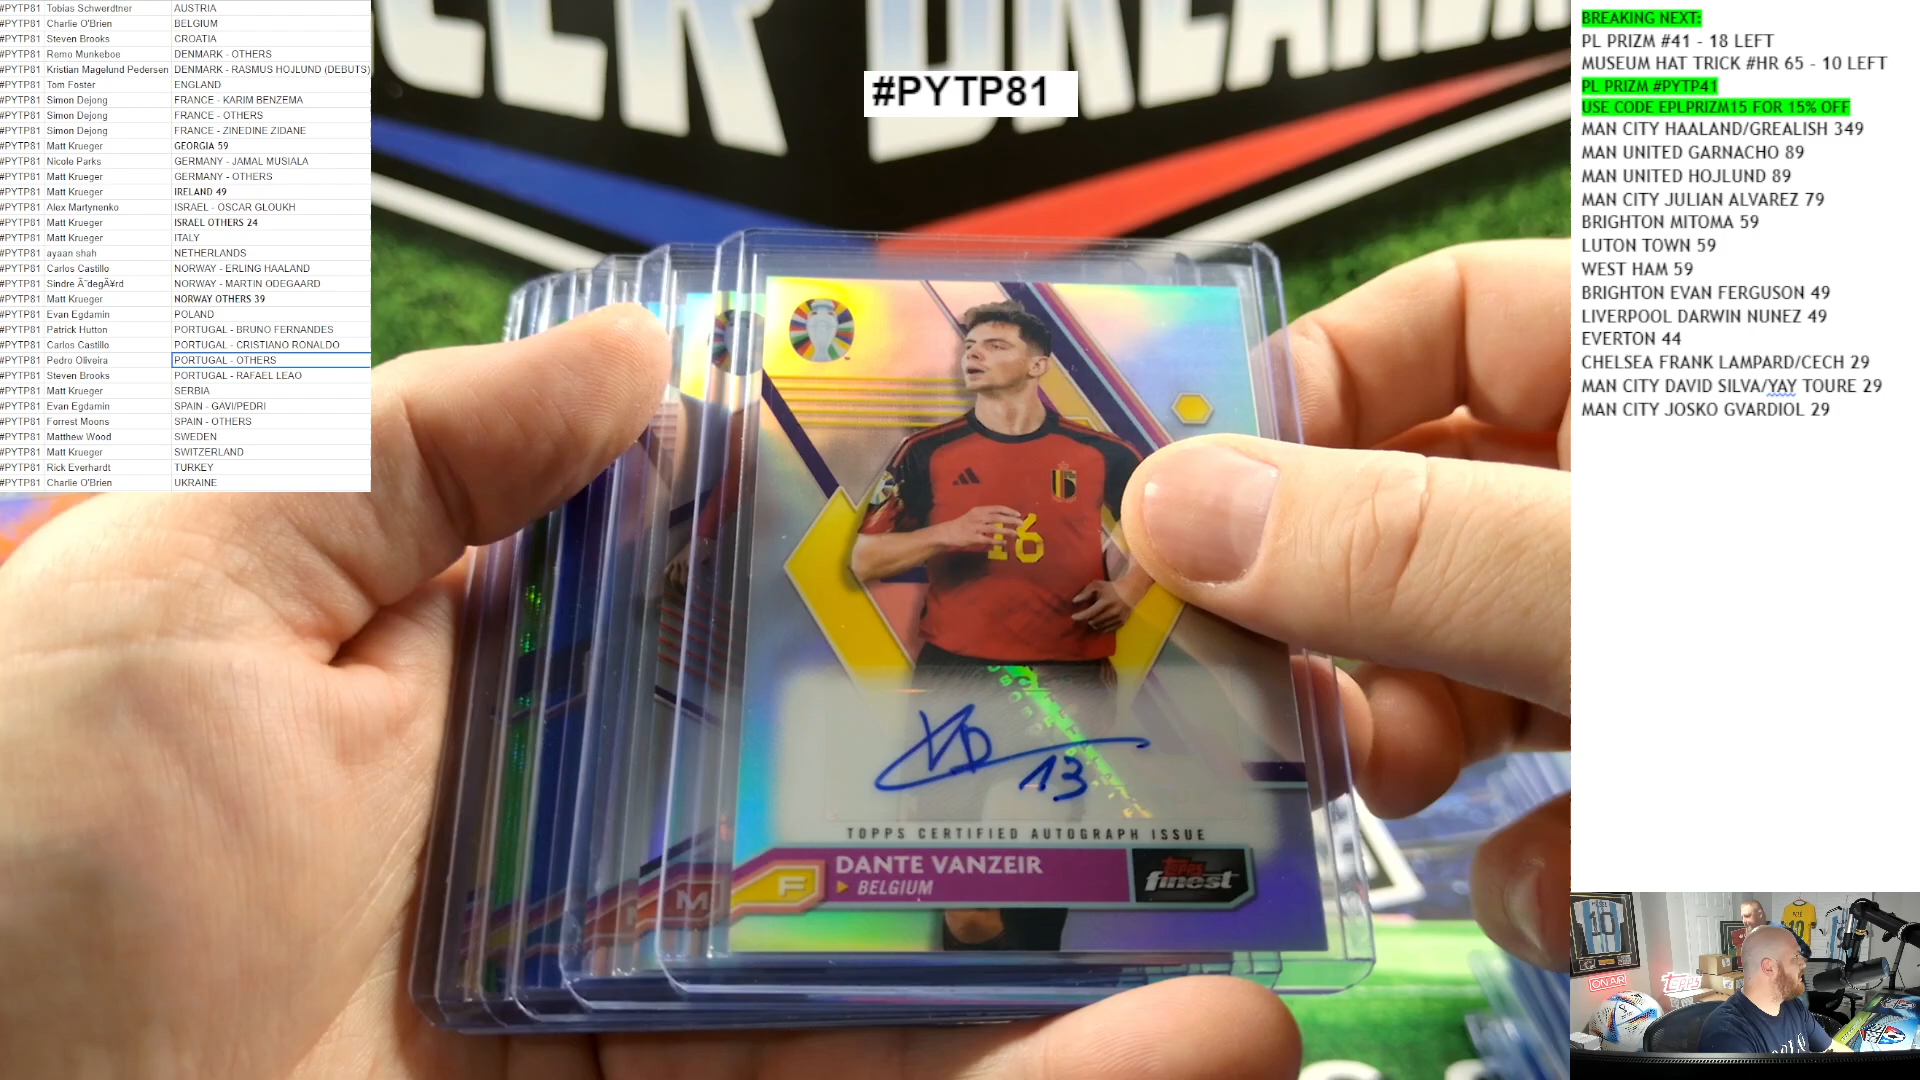 #PYTP81 Tobias Schwerdtner AUSTRIA
#PYTP81 Charlie O'Brien BELGIUM
#PYTP81 Steven Brooks CROATIA
#PYTP81 Remo Munkeboe DENMARK - OTHERS
#PYTP81 Kristian Magelund Pedersen DENMARK - RASMUS HOJLUND (DEBUTS)
#PYTP81 Tom Foster ENGLAND
#PYTP81 Simon Dejong FRANCE - KARIM BENZEMA
#PYTP81 Simon Dejong FRANCE - OTHERS
#PYTP81 Simon Dejong FRANCE - ZINEDINE ZIDANE
#PYTP81 Matt Krueger GEORGIA 59
#PYTP81 Nicole Parks GERMANY - JAMAL MUSIALA
#PYTP81 Matt Krueger GERMANY - OTHERS
#PYTP81 Matt Krueger IRELAND 49
#PYTP81 Alex Martynenko ISRAEL - OSCAR GLOUKH
#PYTP81 Matt Krueger ISRAEL OTHERS 24
#PYTP81 Matt Krueger ITALY
#PYTP81 ayaan shah NETHERLANDS
#PYTP81 Carlos Castillo NORWAY - ERLING HAALAND
#PYTP81 Sindre Ã˜degÃ¥rd NORWAY - MARTIN ODEGAARD
#PYTP81 Matt Krueger NORWAY OTHERS 39
#PYTP81 Evan Egdamin POLAND
#PYTP81 Patrick Hutton PORTUGAL - BRUNO FERNANDES
#PYTP81 Carlos Castillo PORTUGAL - CRISTIANO RONALDO
#PYTP81 Pedro Oliveira PORTUGAL - OTHERS
#PYTP81 Steven Brooks PORTUGAL - RAFAEL LEAO
#PYTP81 Matt Krueger SERBIA
#PYTP81 Evan Egdamin SPAIN - GAVI/PEDRI
#PYTP81 Forrest Moons SPAIN - OTHERS
#PYTP81 Matthew Wood SWEDEN
#PYTP81 Matt Krueger SWITZERLAND
#PYTP81 Rick Everhardt TURKEY
#PYTP81 Charlie O'Brien UKRAINE
#PYTP81
16
13
TOPPS CERTIFIED AUTOGRAPH ISSUE
F DANTE VANZEIR
BELGIUM
topps finest
M
BREAKING NEXT:
PL PRIZM #41 - 18 LEFT
MUSEUM HAT TRICK #HR 65 - 10 LEFT
PL PRIZM #PYTP41
USE CODE EPLPRIZM15 FOR 15% OFF
MAN CITY HAALAND/GREALISH 349
MAN UNITED GARNACHO 89
MAN UNITED HOJLUND 89
MAN CITY JULIAN ALVAREZ 79
BRIGHTON MITOMA 59
LUTON TOWN 59
WEST HAM 59
BRIGHTON EVAN FERGUSON 49
LIVERPOOL DARWIN NUNEZ 49
EVERTON 44
CHELSEA FRANK LAMPARD/CECH 29
MAN CITY DAVID SILVA/YAY TOURE 29
MAN CITY JOSKO GVARDIOL 29
10
ON AIR
topps